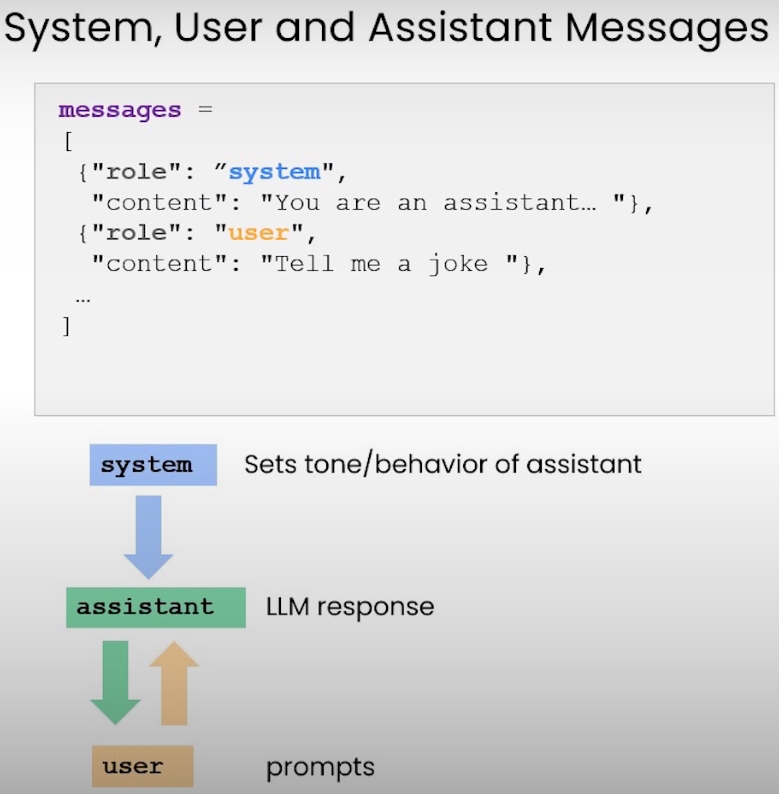 System, User and Assistant Messages
messages =
[
{"role": ”system",
"content": "You are an assistant… "},
{"role": "user",
"content": "Tell me a joke "},
…
]
system Sets tone/behavior of assistant
assistant LLM response
user prompts